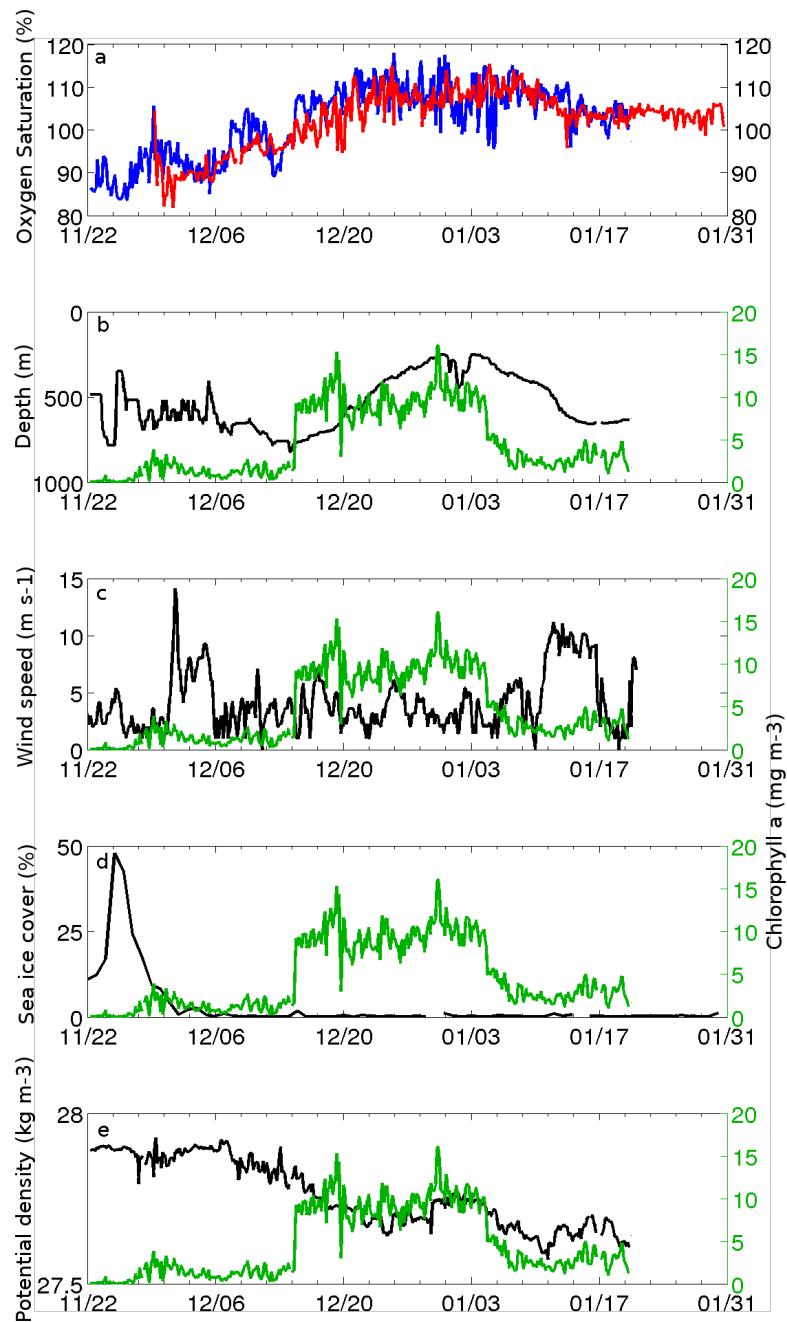 Oxygen Saturation (%)
a
120
110
100
90
80
120
110
100
90
80
11/22 12/06 12/20 01/03 01/17 01/31
Depth (m)
b
0
500
1000
20
15
10
5
0
11/22 12/06 12/20 01/03 01/17 01/31
Wind speed (m s-1)
c
15
10
5
0
20
15
10
5
0
11/22 12/06 12/20 01/03 01/17 01/31
Chlorophyll a (mg m-3)
Sea ice cover (%)
d
50
25
0
20
15
10
5
0
11/22 12/06 12/20 01/03 01/17 01/31
Potential density (kg m-3)
e
28
27.5
20
15
10
5
0
11/22 12/06 12/20 01/03 01/17 01/31